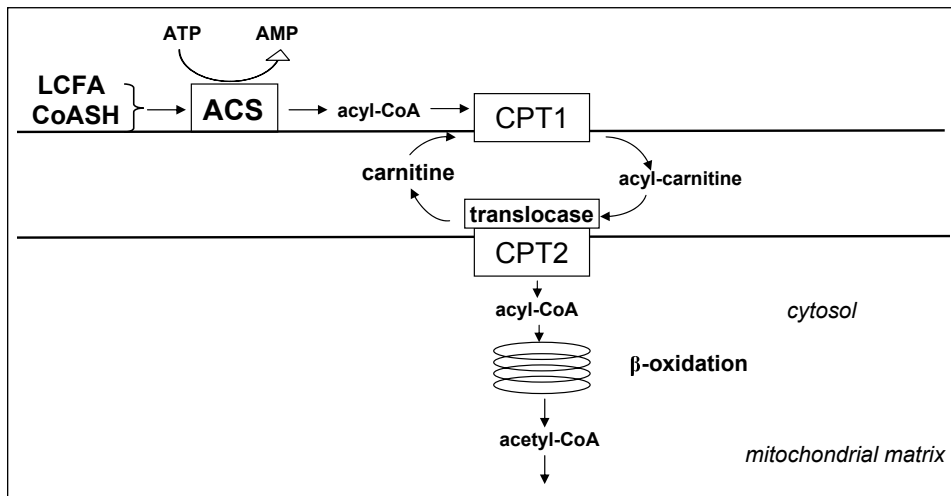 ATP AMP
LCFA
CoASH
ACS
acyl-CoA
CPT1
carnitine
acyl-carnitine
translocase
CPT2
acyl-CoA
cytosol
β-oxidation
acetyl-CoA
mitochondrial matrix